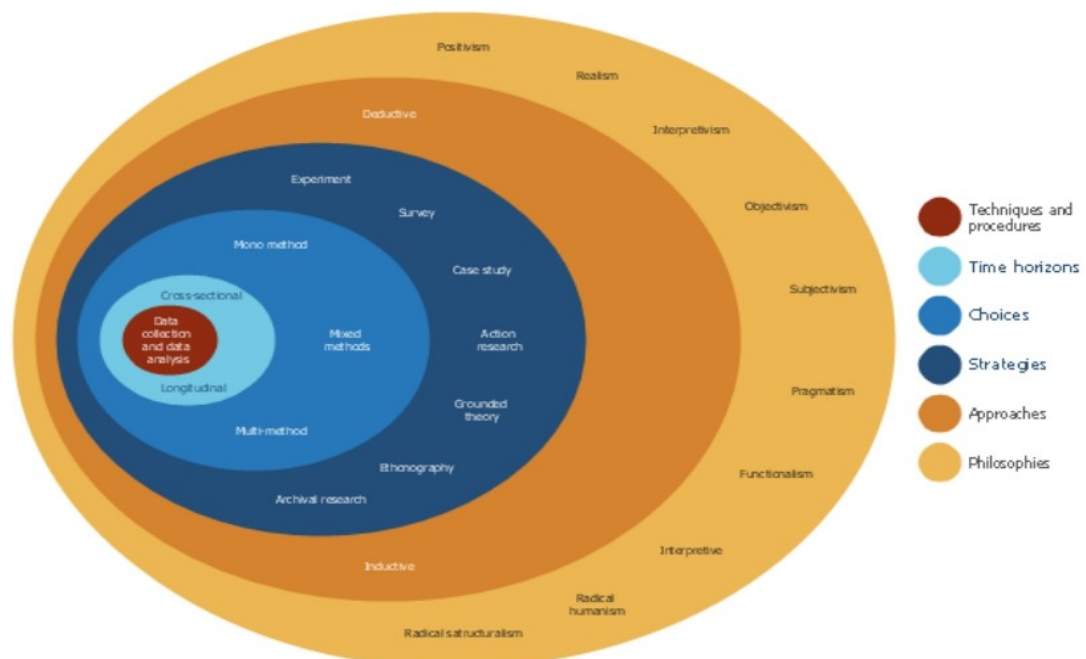 Positivism
Realism
Deductive
Interpretivism
Experiment
Survey
Objectivism
Mono method
Case study
Subjectivism
Cross-sectional
Data
collection
and data
analysis
Mixed
methods
Action
research
Longitudinal
Pragmatism
Grounded
theory
Multi-method
Ethonography
Functionalism
Archival research
Interpretive
Inductive
Radical
humanism
Radical satructuralism
Techniques and
procedures
Time horizons
Choices
Strategies
Approaches
Philosophies